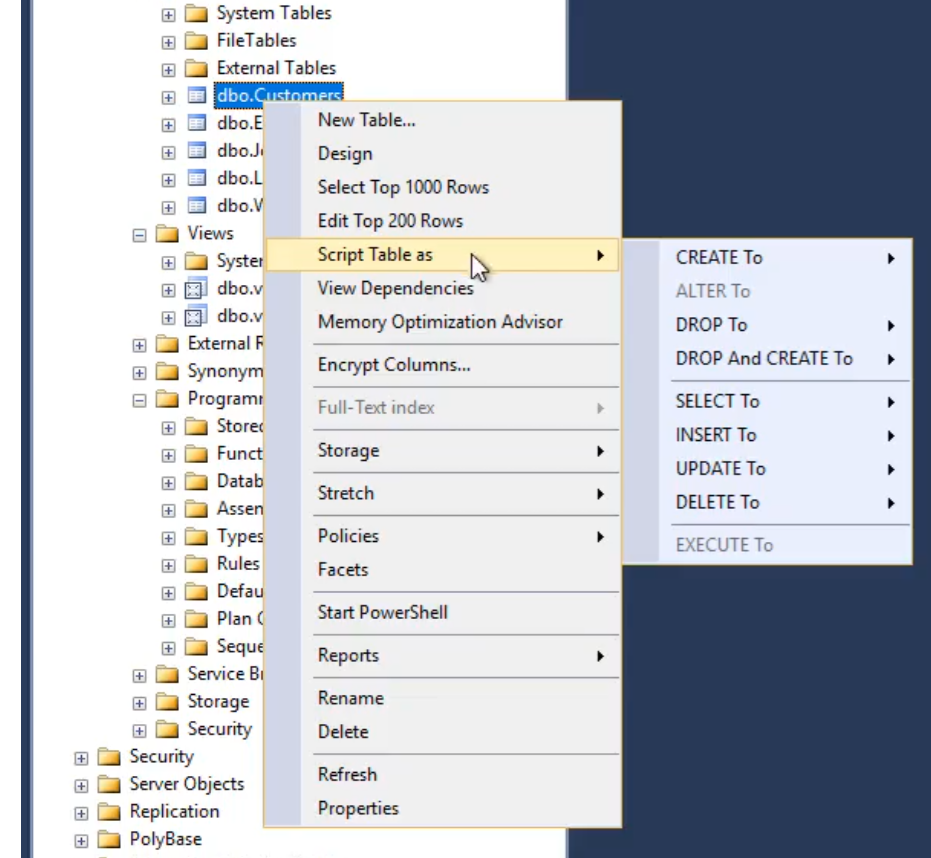 System Tables
FileTables
External Tables
dbo.Customers
dbo.E
dbo.J
dbo.L
dbo.V
Views
System
dbo.v
dbo.v
External R
Synonym
Programm
Stored
Funct
Datab
Assem
Types
Rules
Defau
Plan G
Seque
Service Br
Storage
Security
Security
Server Objects
Replication
PolyBase
New Table...
Design
Select Top 1000 Rows
Edit Top 200 Rows
Script Table as
View Dependencies
Memory Optimization Advisor
Encrypt Columns...
Full-Text index
Storage
Stretch
Policies
Facets
Start PowerShell
Reports
Rename
Delete
Refresh
Properties
CREATE To
ALTER To
DROP To
DROP And CREATE To
SELECT To
INSERT To
UPDATE To
DELETE To
EXECUTE To